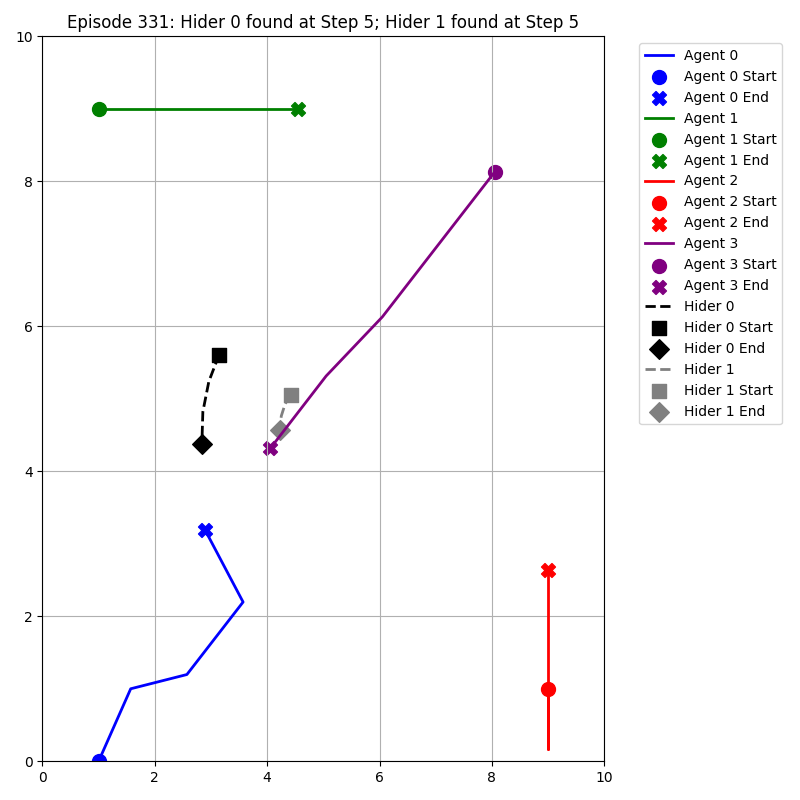 Episode 331: Hider 0 found at Step 5; Hider 1 found at Step 5
10
8
6
4
2
0
0 2 4 6 8 10
Agent 0
Agent 0 Start
Agent 0 End
Agent 1
Agent 1 Start
Agent 1 End
Agent 2
Agent 2 Start
Agent 2 End
Agent 3
Agent 3 Start
Agent 3 End
Hider 0
Hider 0 Start
Hider 0 End
Hider 1
Hider 1 Start
Hider 1 End